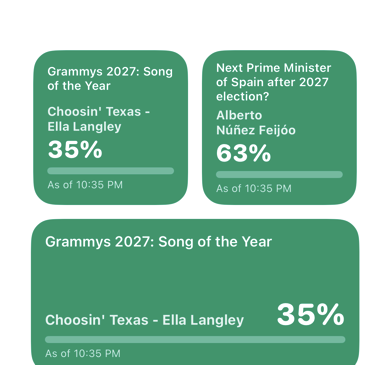 Grammys 2027: Song
of the Year
Choosin' Texas -
Ella Langley
35%
As of 10:35 PM
Next Prime Minister
of Spain after 2027
election?
Alberto
Núñez Feijóo
63%
As of 10:35 PM
Grammys 2027: Song of the Year
Choosin' Texas - Ella Langley 35%
As of 10:35 PM